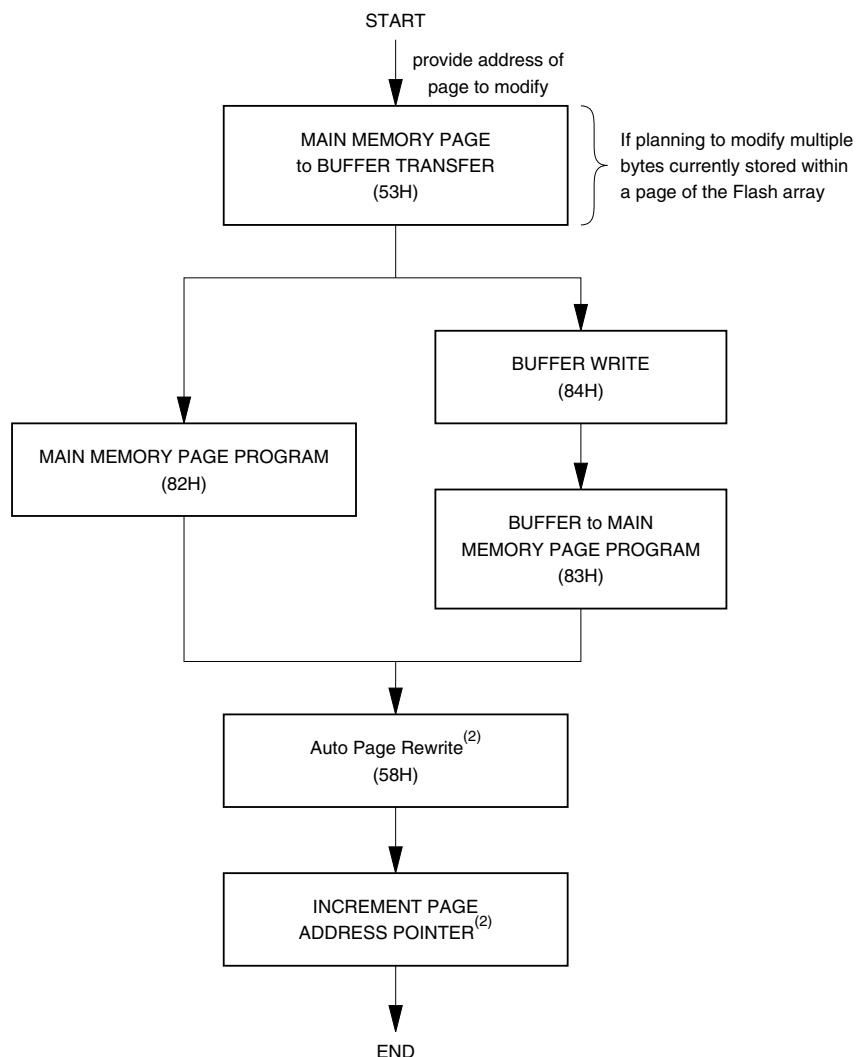 START
provide address of
page to modify
MAIN MEMORY PAGE
to BUFFER TRANSFER
(53H)
If planning to modify multiple
bytes currently stored within
a page of the Flash array
BUFFER WRITE
(84H)
MAIN MEMORY PAGE PROGRAM
(82H)
BUFFER to MAIN
MEMORY PAGE PROGRAM
(83H)
Auto Page Rewrite(2)
(58H)
INCREMENT PAGE
ADDRESS POINTER(2)
END